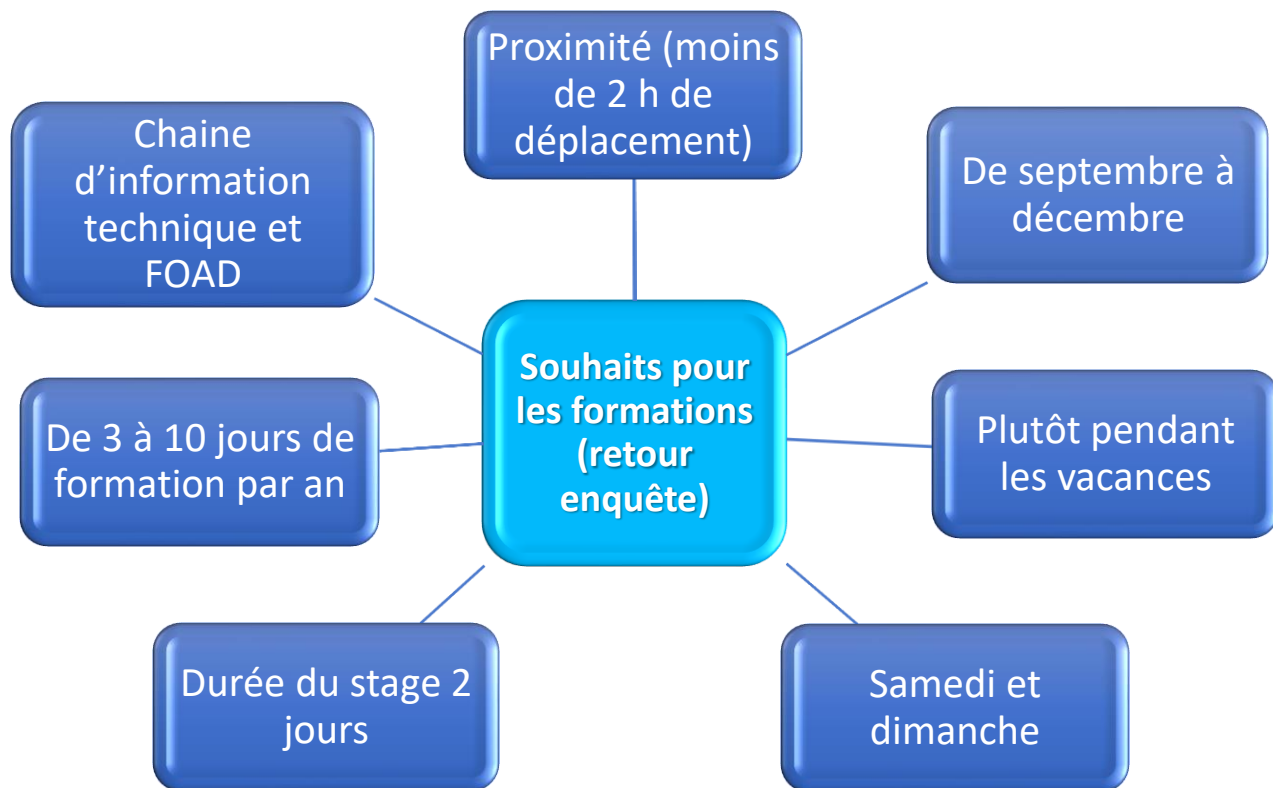 Proximité (moins
de 2 h de
déplacement)
De septembre à
décembre
Plutôt pendant
les vacances
Samedi et
dimanche
Durée du stage 2
jours
De 3 à 10 jours de
formation par an
Chaine
d’information
technique et
FOAD
Souhaits pour
les formations
(retour
enquête)